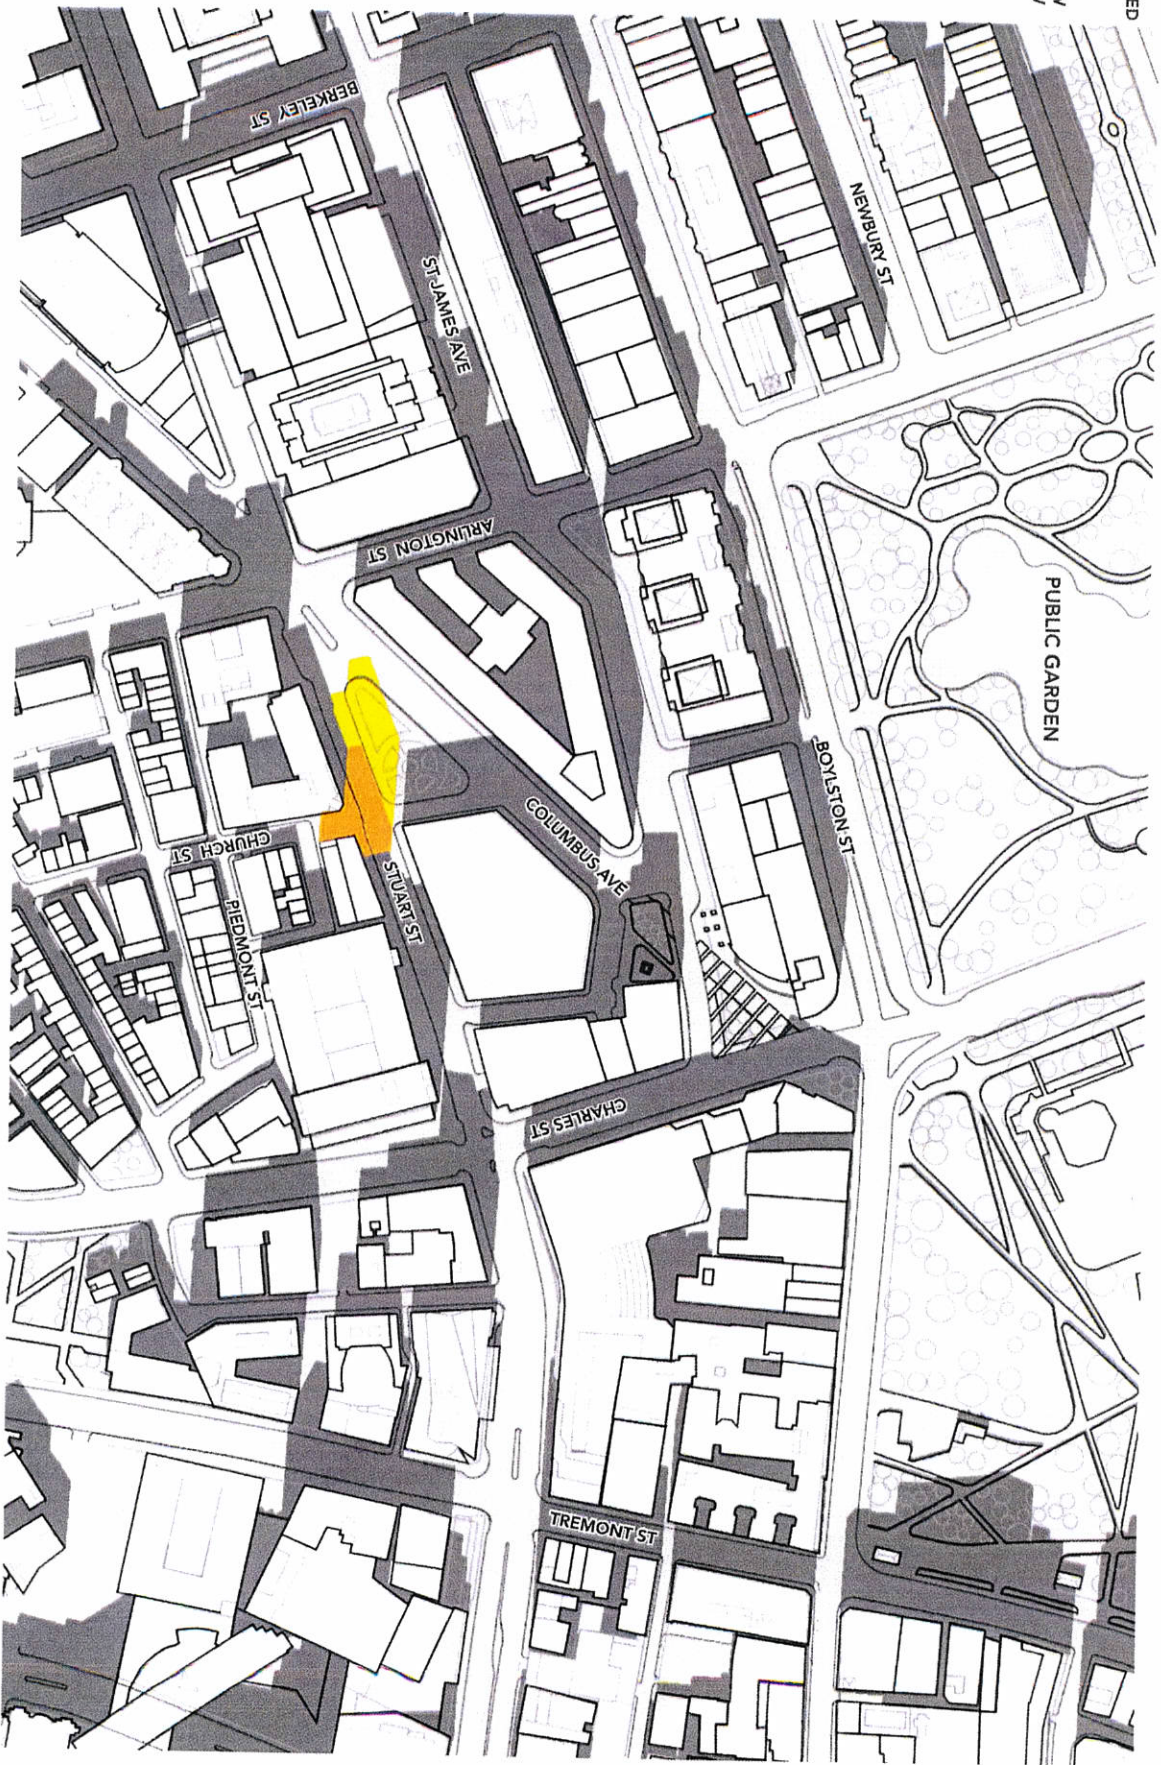 ED
BERKELEY ST
NEWBURY ST
ST JAMES AVE
ARLINGTON ST
PUBLIC GARDEN
BOYLSTON ST
COLUMBUS AVE
CHURCH ST
STUART ST
PIEDMONT ST
CHARLES ST
TREMONT ST